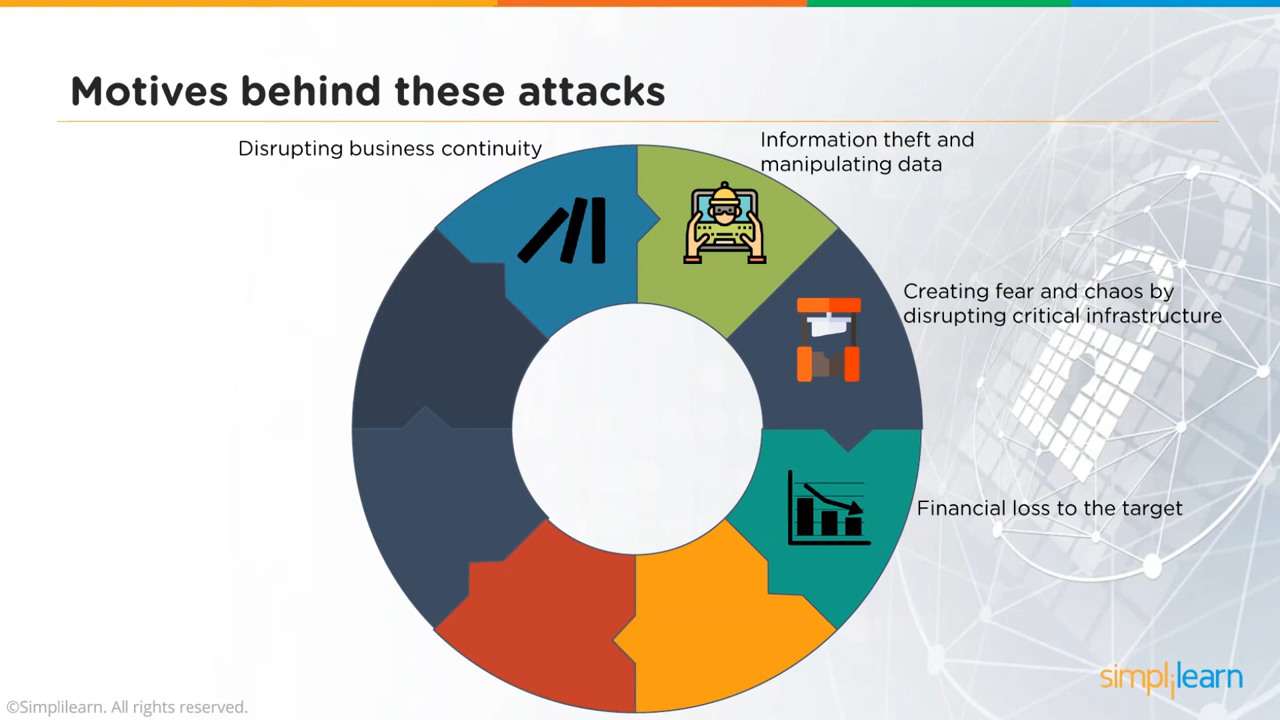 Motives behind these attacks
Disrupting business continuity
Information theft and
manipulating data
Creating fear and chaos by
disrupting critical infrastructure
Financial loss to the target
simplilearn
©Simplilearn. All rights reserved.